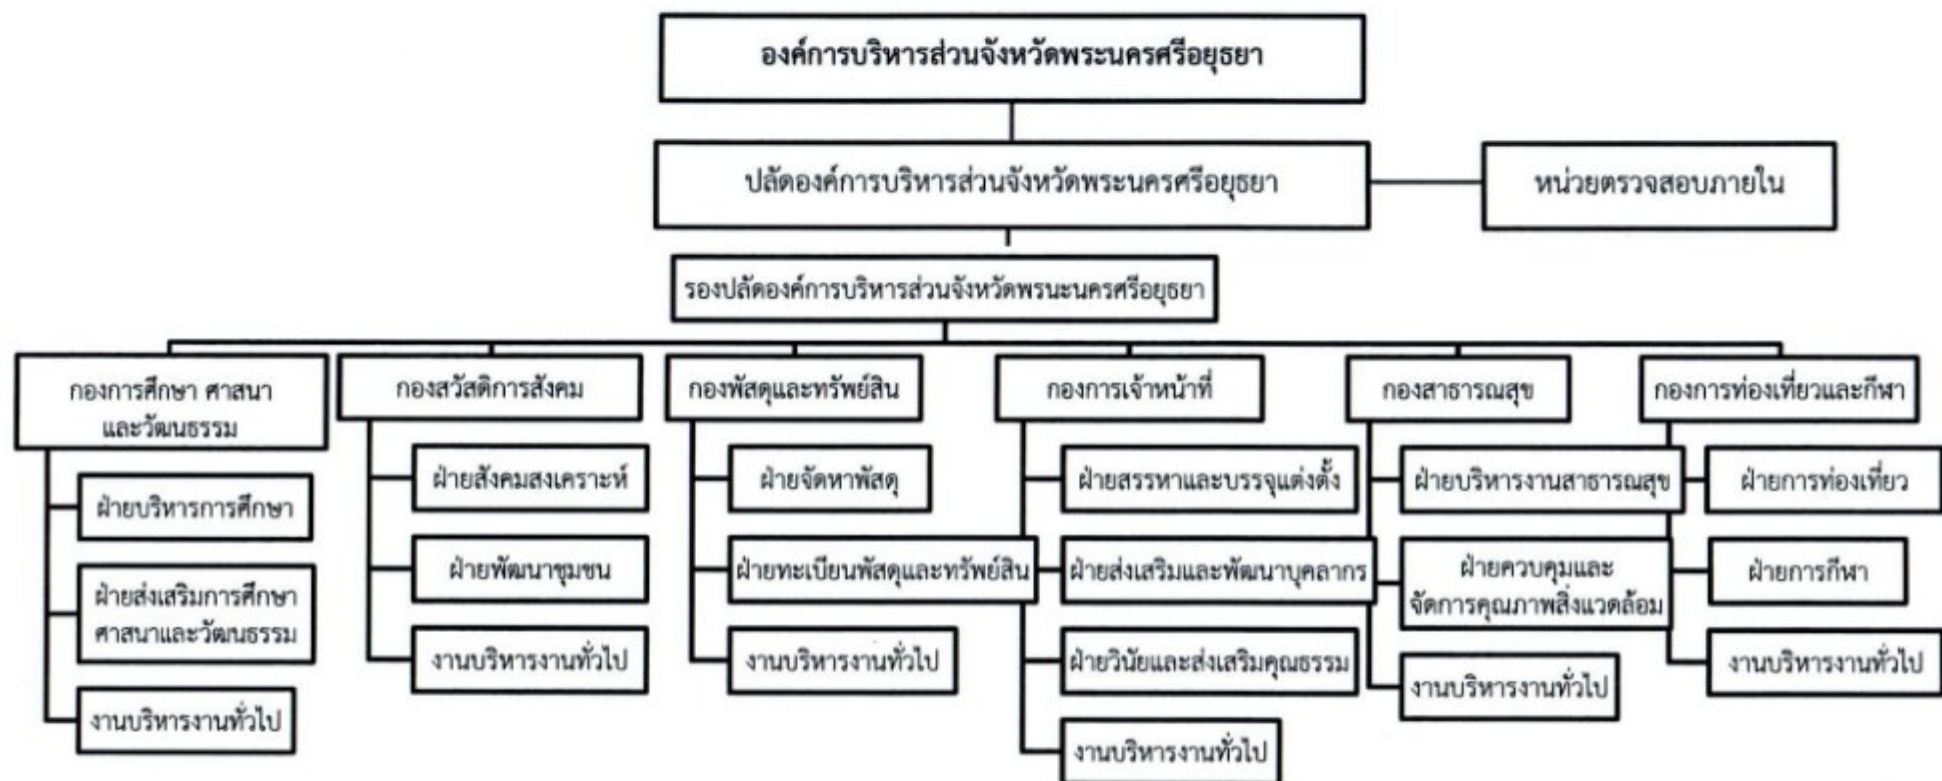 องค์การบริหารส่วนจังหวัดพระนครศรีอยุธยา
ปลัดองค์การบริหารส่วนจังหวัดพระนครศรีอยุธยา
หน่วยตรวจสอบภายใน
รองปลัดองค์การบริหารส่วนจังหวัดพรนะนครศรีอยุธยา
กองการศึกษา ศาสนา
และวัฒนธรรม
ฝ่ายบริหารการศึกษา
ฝ่ายส่งเสริมการศึกษา
ศาสนาและวัฒนธรรม
งานบริหารงานทั่วไป
กองสวัสดิการสังคม
ฝ่ายสังคมสงเคราะห์
ฝ่ายพัฒนาชุมชน
งานบริหารงานทั่วไป
กองพัสดุและทรัพย์สิน
ฝ่ายจัดหาพัสดุ
ฝ่ายทะเบียนพัสดุและทรัพย์สิน
งานบริหารงานทั่วไป
กองการเจ้าหน้าที่
ฝ่ายสรรหาและบรรจุแต่งตั้ง
ฝ่ายส่งเสริมและพัฒนาบุคลากร
ฝ่ายวินัยและส่งเสริมคุณธรรม
งานบริหารงานทั่วไป
กองสาธารณสุข
ฝ่ายบริหารงานสาธารณสุข
ฝ่ายควบคุมและ
จัดการคุณภาพสิ่งแวดล้อม
งานบริหารงานทั่วไป
กองการท่องเที่ยวและกีฬา
ฝ่ายการท่องเที่ยว
ฝ่ายการกีฬา
งานบริหารงานทั่วไป